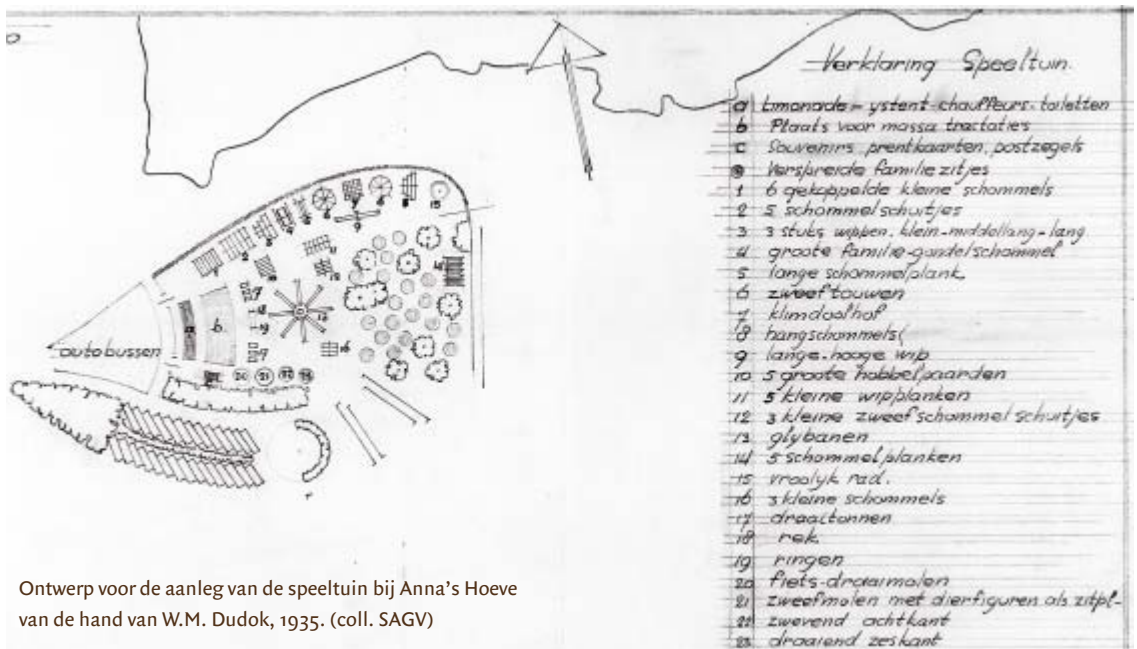 autobussen
b
Ontwerp voor de aanleg van de speeltuin bij Anna's Hoeve
van de hand van W.M. Dudok, 1935. (coll. SAGV)
Verklaring Speeltuin.
a Limonade - ystent - chauffeurs - toiletten
b Plaats voor massa tractaties
c Souvenirs, prentkaarten, postzegels
Verspreide familie zitjes
1 6 gekoppelde kleine schommels
2 5 schommelschuitjes
3 3 stuks wippen, klein-middellang-lang
4 groote familie-gondelschommel
5 lange schommelplank
6 zweeftouwen
7 klimdoolhof
8 hangschommels
9 lange-hooge wip
10 5 groote hobbelpaarden
11 5 kleine wipplanken
12 3 kleine zweefschommel schuitjes
13 glybanen
14 5 schommelplanken
15 vroolyk rad.
16 3 kleine schommels
17 draaitonnen
18 rek
19 ringen
20 fiets-draaimolen
21 zweefmolen met dierfiguren als zitpl-
22 zwevend achtkant
23 draaiend zeskant